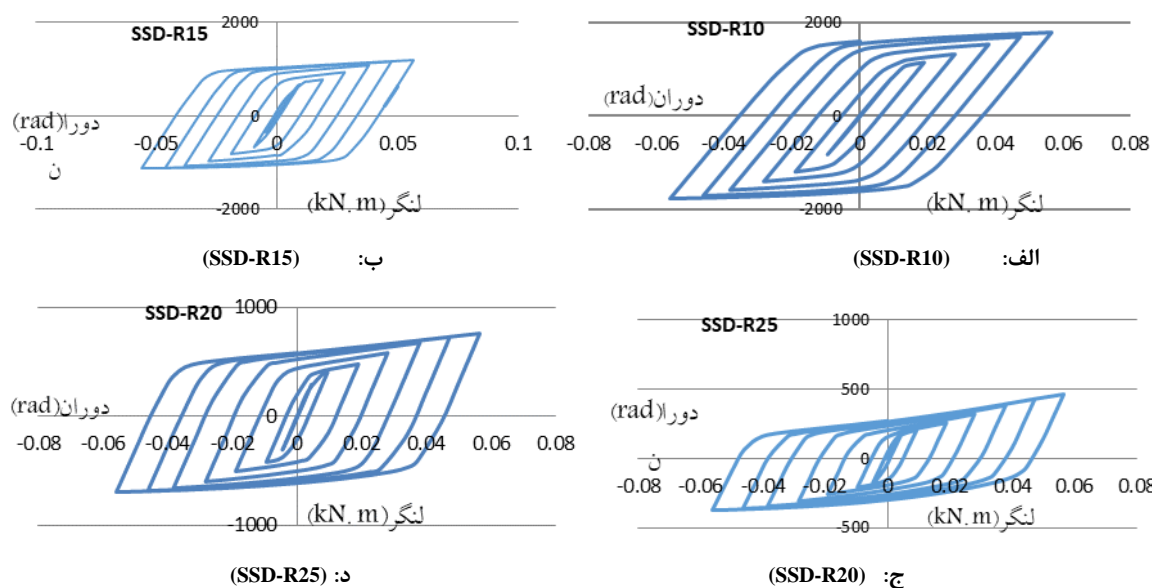 SSD-R10
2000
0
-2000
-0.08 -0.06 -0.04 -0.02 0 0.02 0.04 0.06 0.08
دوران(rad)
لنگر(kN. m)
الف: (SSD-R10)
SSD-R15
2000
0
-2000
-0.1 -0.05 0 0.05 0.1
دورا(rad)
ن
لنگر(kN. m)
ب: (SSD-R15)
SSD-R25
1000
500
0
-500
-0.08 -0.06 -0.04 -0.02 0 0.02 0.04 0.06 0.08
دورا(rad)
ن
لنگر(kN. m)
ج: (SSD-R20)
SSD-R20
1000
0
-1000
-0.08 -0.06 -0.04 -0.02 0 0.02 0.04 0.06 0.08
دوران(rad)
لنگر(kN. m)
د: (SSD-R25)